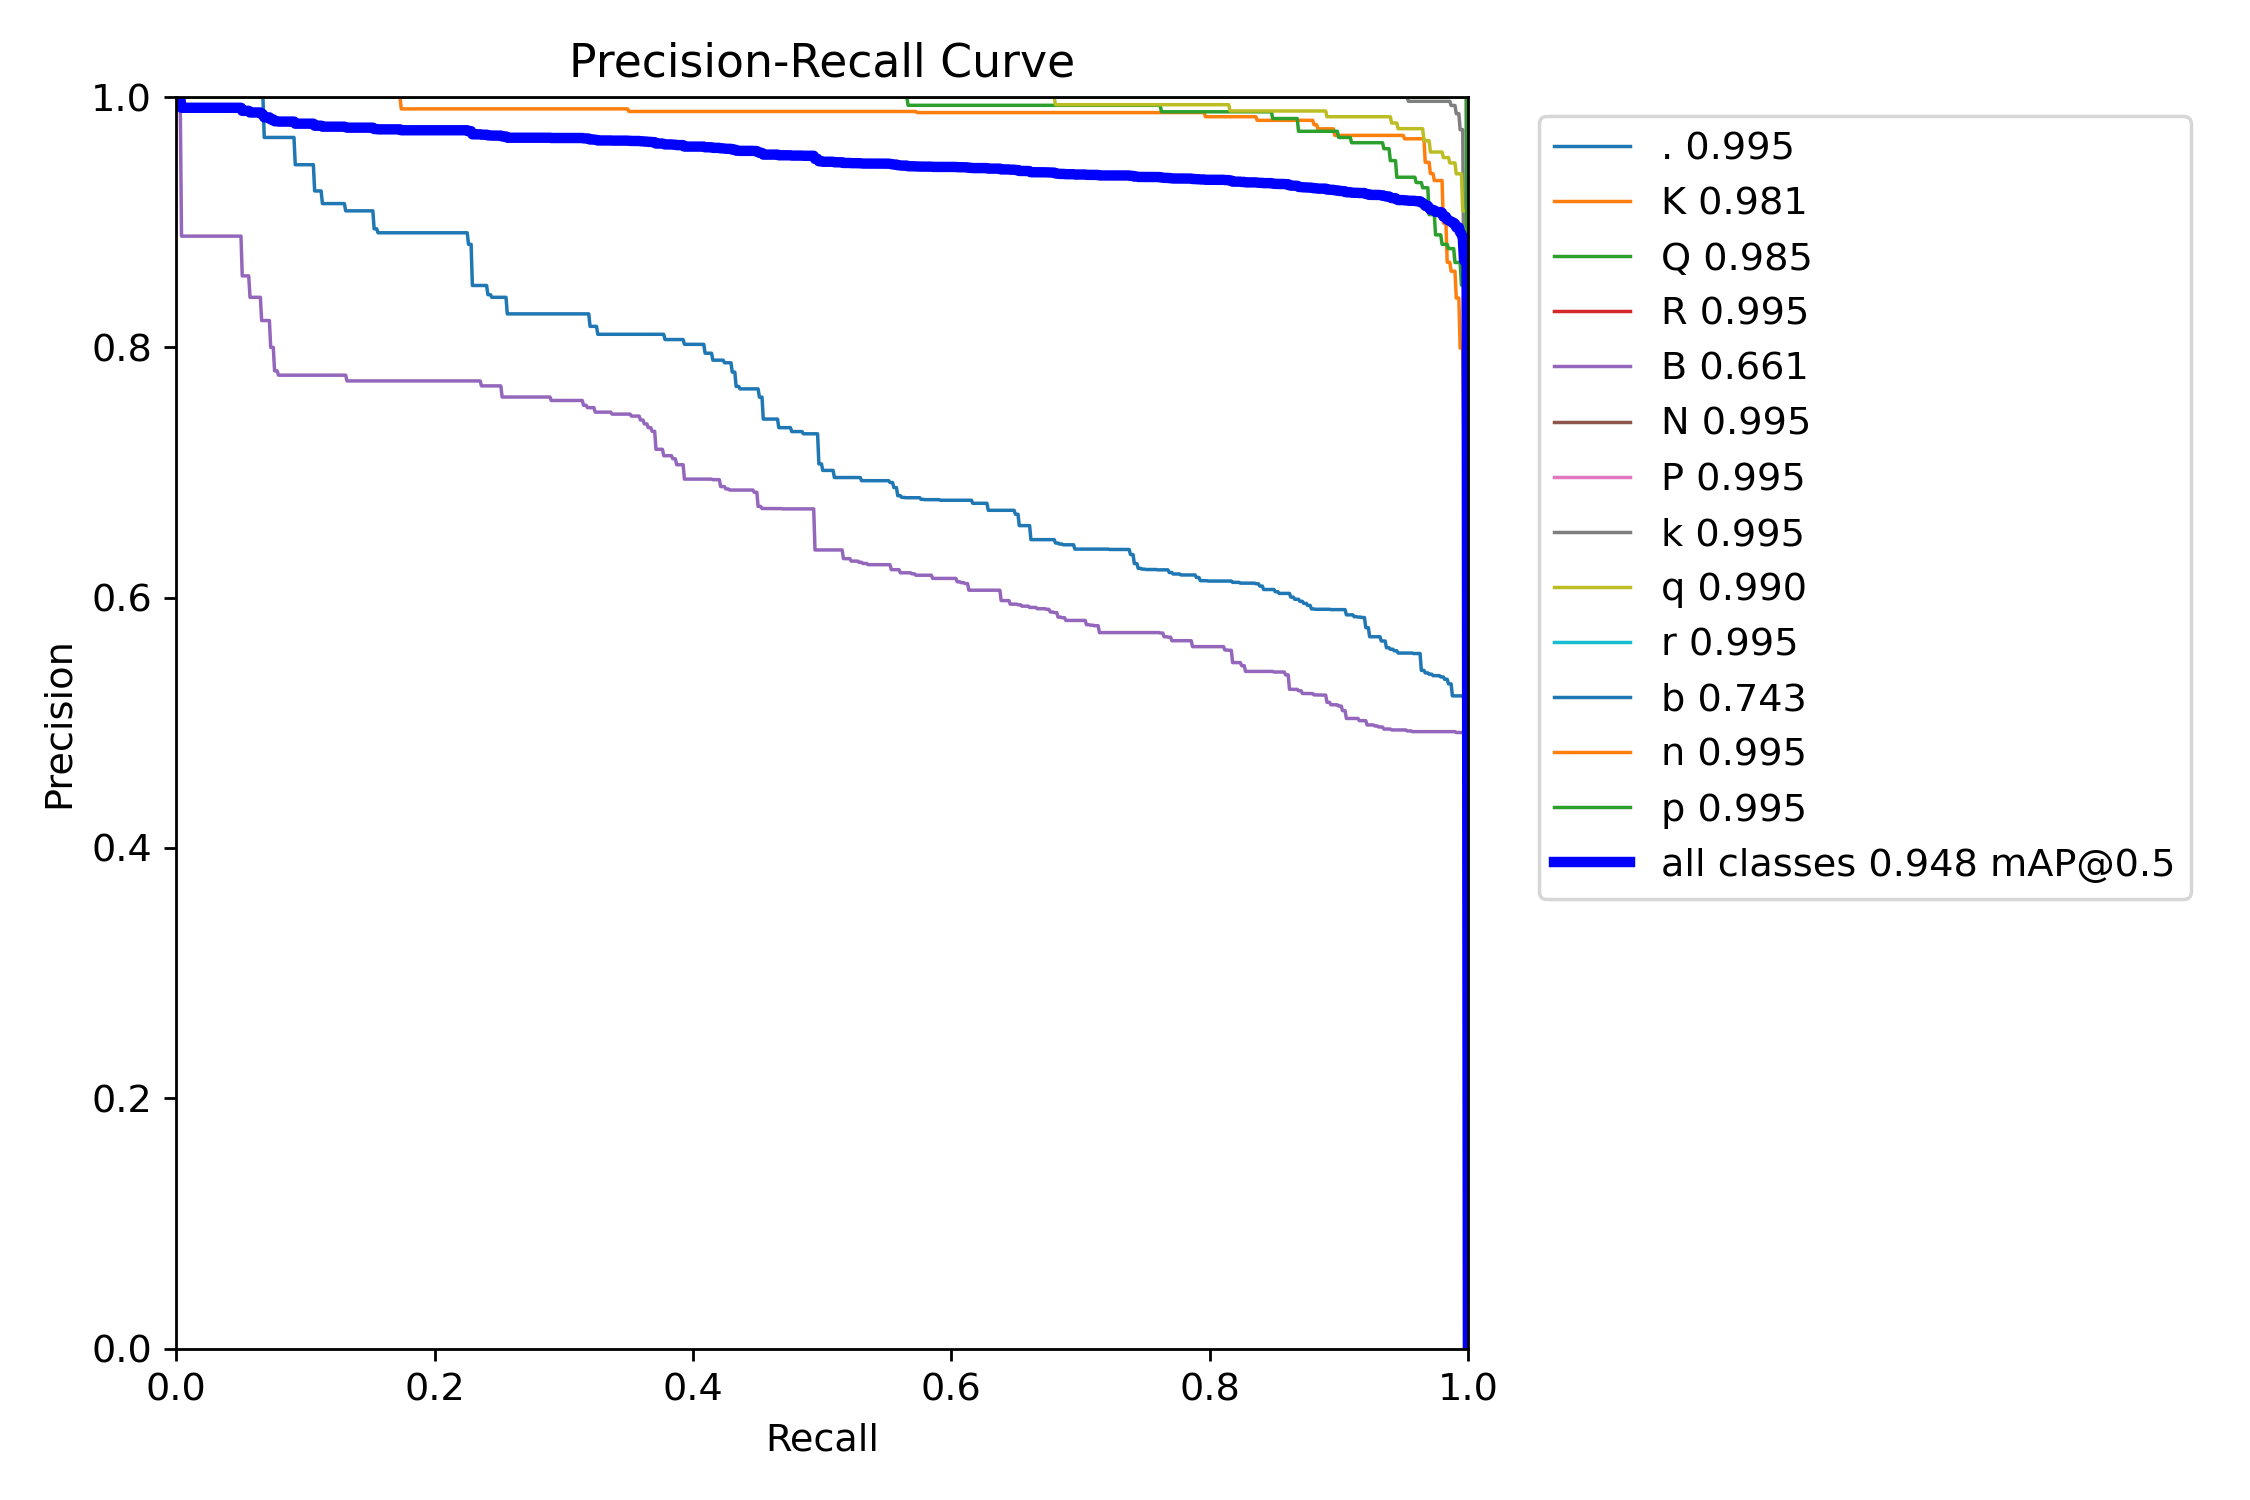 Precision-Recall Curve
1.0
0.8
0.6
0.4
0.2
0.0
Precision
0.0 0.2 0.4 0.6 0.8 1.0
Recall
. 0.995
K 0.981
Q 0.985
R 0.995
B 0.661
N 0.995
P 0.995
k 0.995
q 0.990
r 0.995
b 0.743
n 0.995
p 0.995
all classes 0.948 mAP@0.5